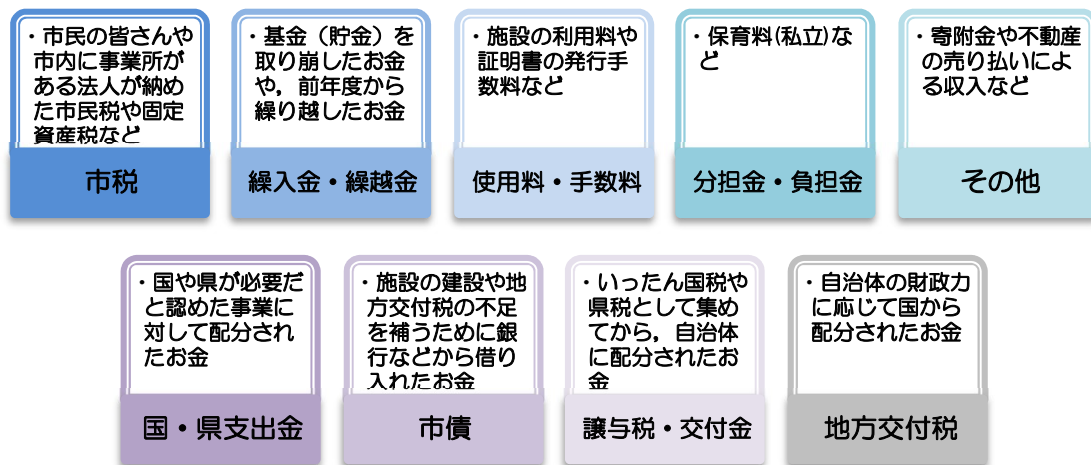 ・市民の皆さんや
市内に事業所が
ある法人が納め
た市民税や固定
資産税など
市税
・基金（貯金）を
取り崩したお金
や，前年度から
繰り越したお金
繰入金・繰越金
・施設の利用料や
証明書の発行手
数料など
使用料・手数料
・保育料(私立)な
ど
分担金・負担金
・寄附金や不動産
の売り払いによ
る収入など
その他
・国や県が必要だ
と認めた事業に
対して配分され
たお金
国・県支出金
・施設の建設や地
方交付税の不足
を補うために銀
行などから借り
入れたお金
市債
・いったん国税や
県税として集め
てから，自治体
に配分されたお
金
譲与税・交付金
・自治体の財政力
に応じて国から
配分されたお金
地方交付税